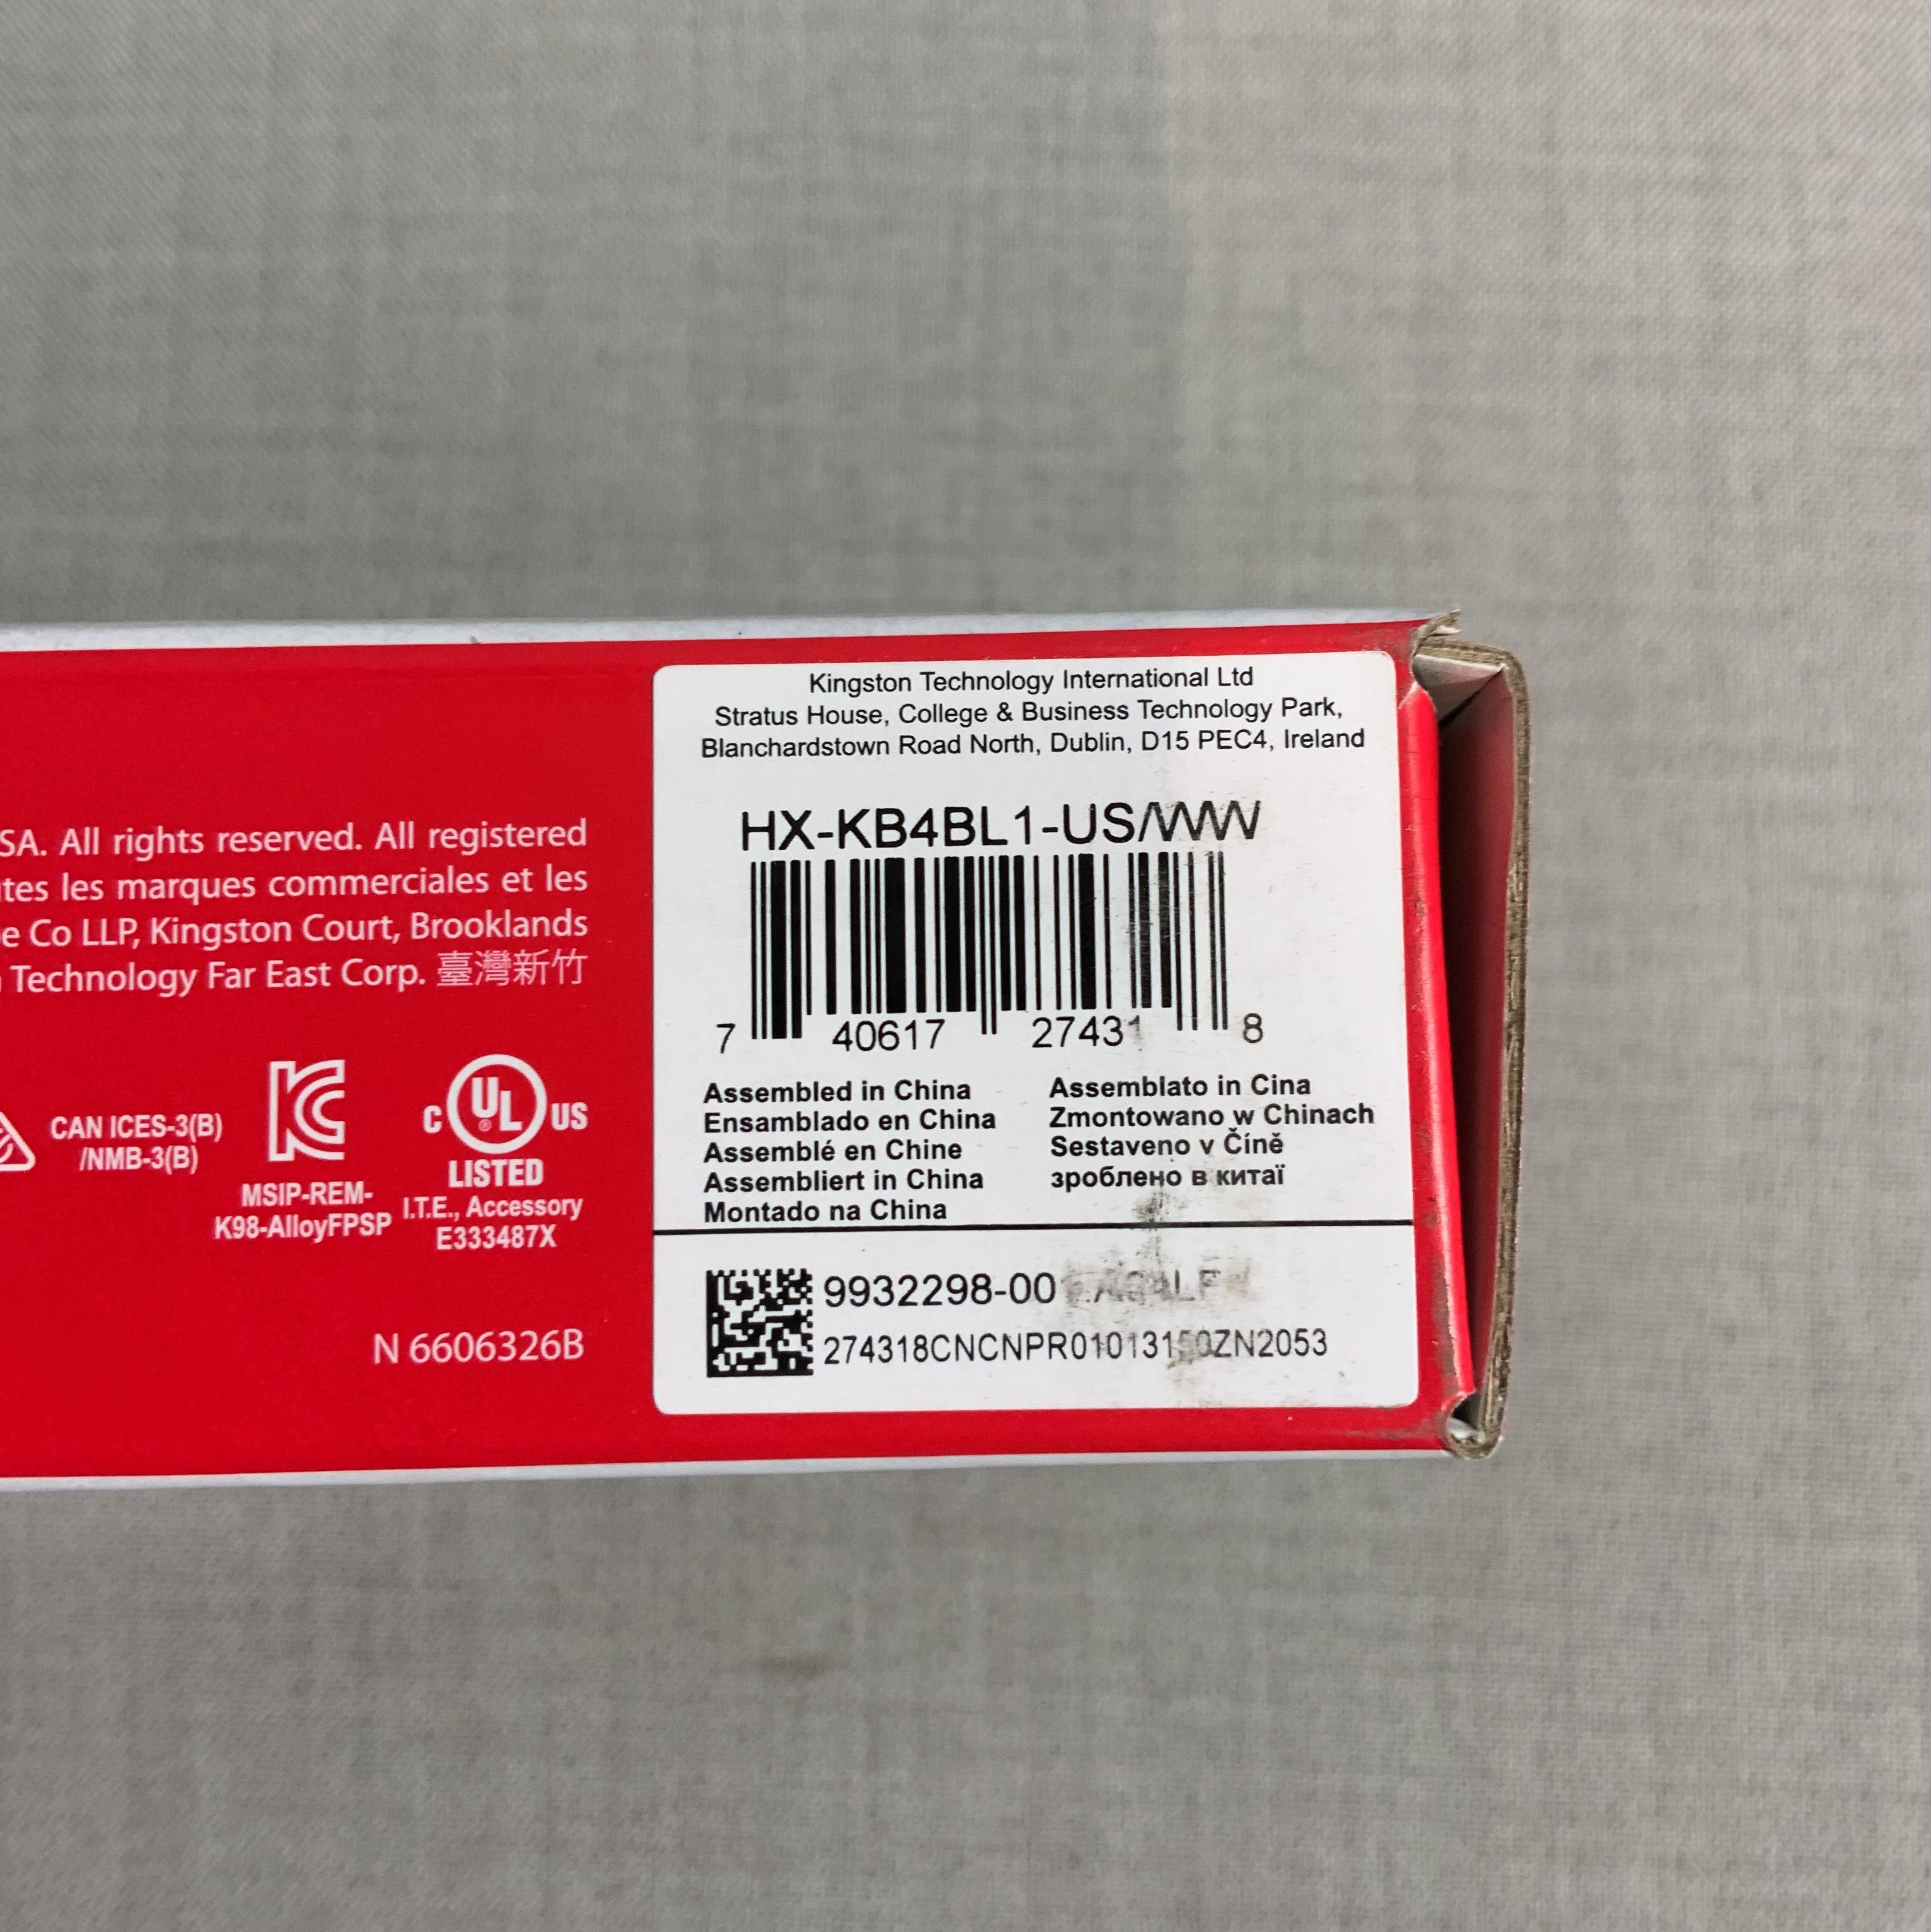 SA. All rights reserved. All registered
les marques commerciales et les
Co LLP, Kingston Court, Brooklands
Technology Far East Corp. 臺灣新竹
CAN ICES-3(B)
/NMB-3(B)
MSIP-REM-
K98-AlloyFPSP
C UL ® US
LISTED
I.T.E., Accessory
E333487X
N 6606326B
Kingston Technology International Ltd
Stratus House, College & Business Technology Park,
Blanchardstown Road North, Dublin, D15 PEC4, Ireland
HX-KB4BL1-US/WW
7 40617 27431 8
Assembled in China
Ensamblado en China
Assemblé en Chine
Assembliert in China
Montado na China
Assemblato in Cina
Zmontowano w Chinach
Sestaveno v Číně
зроблено в китаї
274318CNCNPR01013150ZN2053